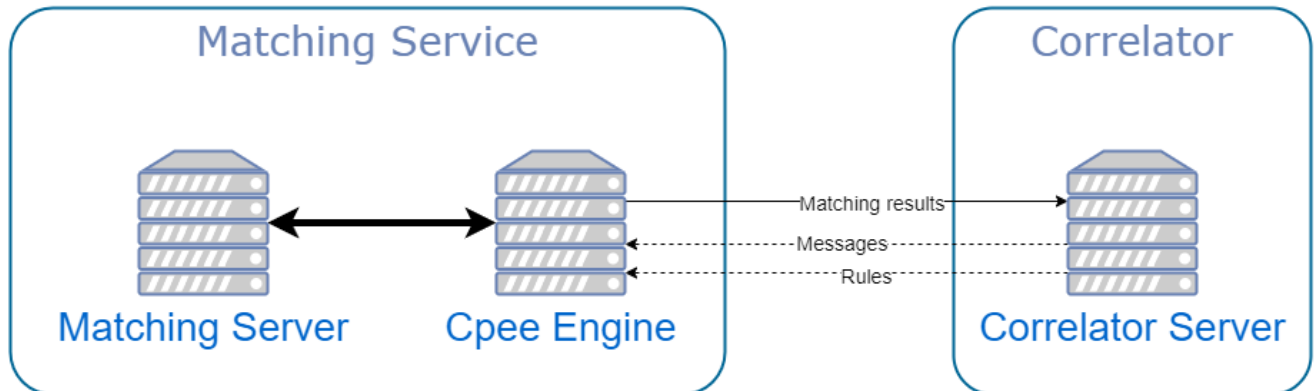 Matching Service
Correlator
Matching results
Messages
Rules
Matching Server
Cpee Engine
Correlator Server